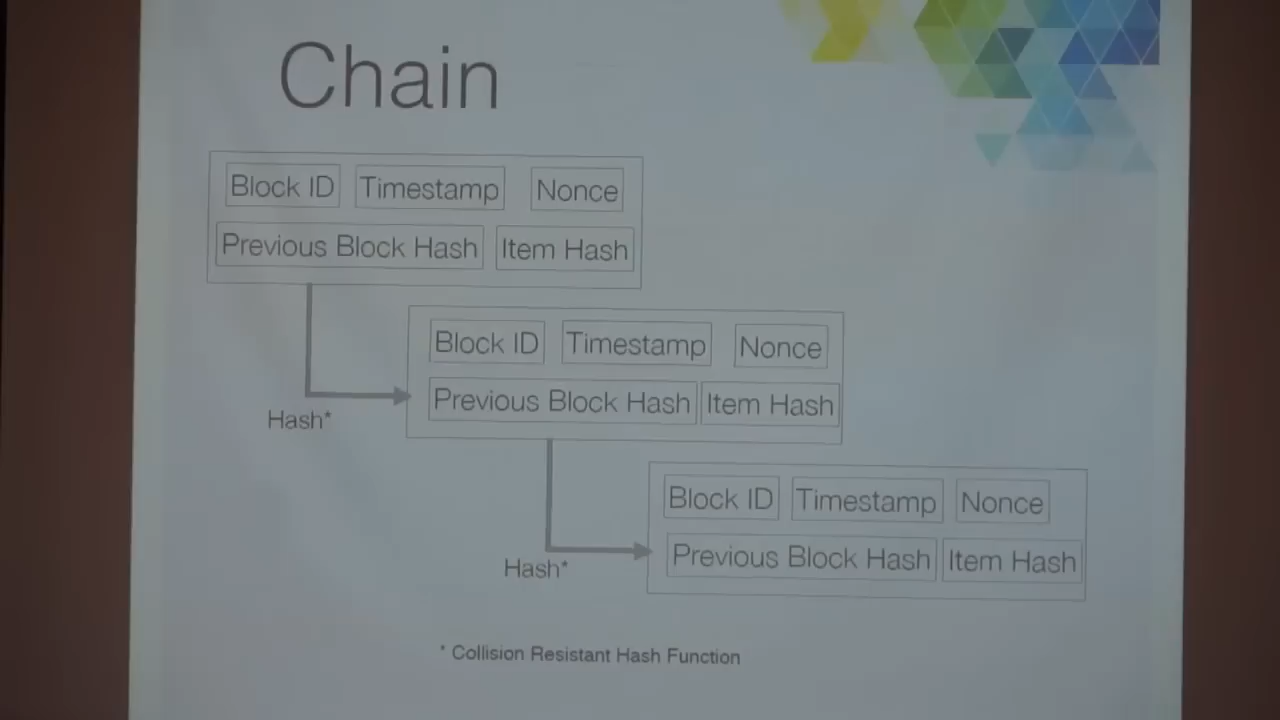 Chain
Block ID Timestamp Nonce
Previous Block Hash Item Hash
Hash*
Block ID Timestamp Nonce
Previous Block Hash Item Hash
Hash*
Block ID Timestamp Nonce
Previous Block Hash Item Hash
* Collision Resistant Hash Function